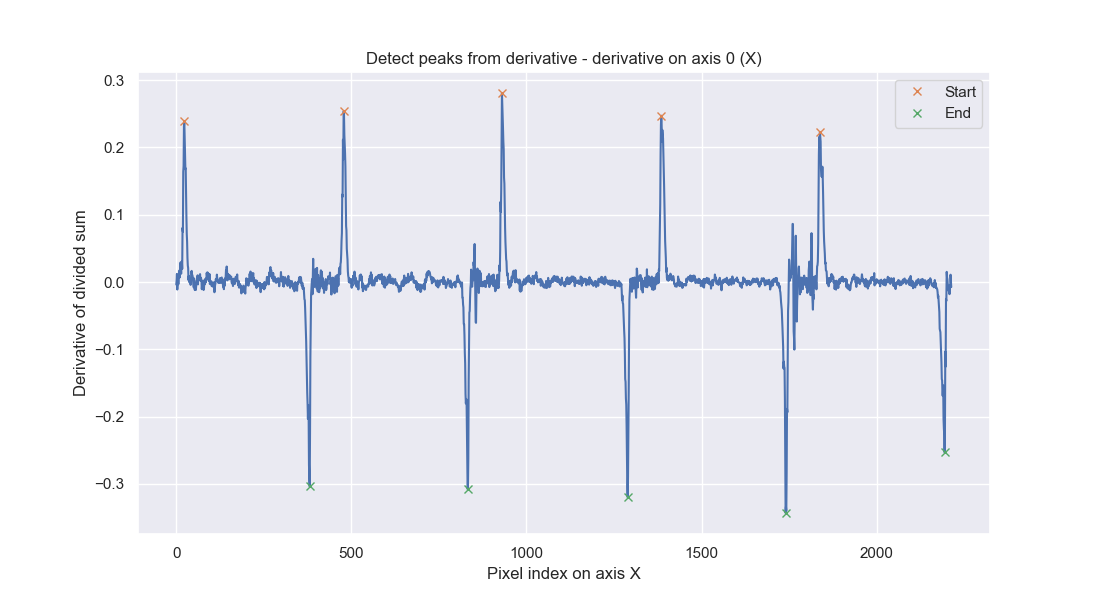 Detect peaks from derivative - derivative on axis 0 (X)
Start
End
Derivative of divided sum
0.3
0.2
0.1
0.0
−0.1
−0.2
−0.3
0
500
1000
1500
2000
Pixel index on axis X